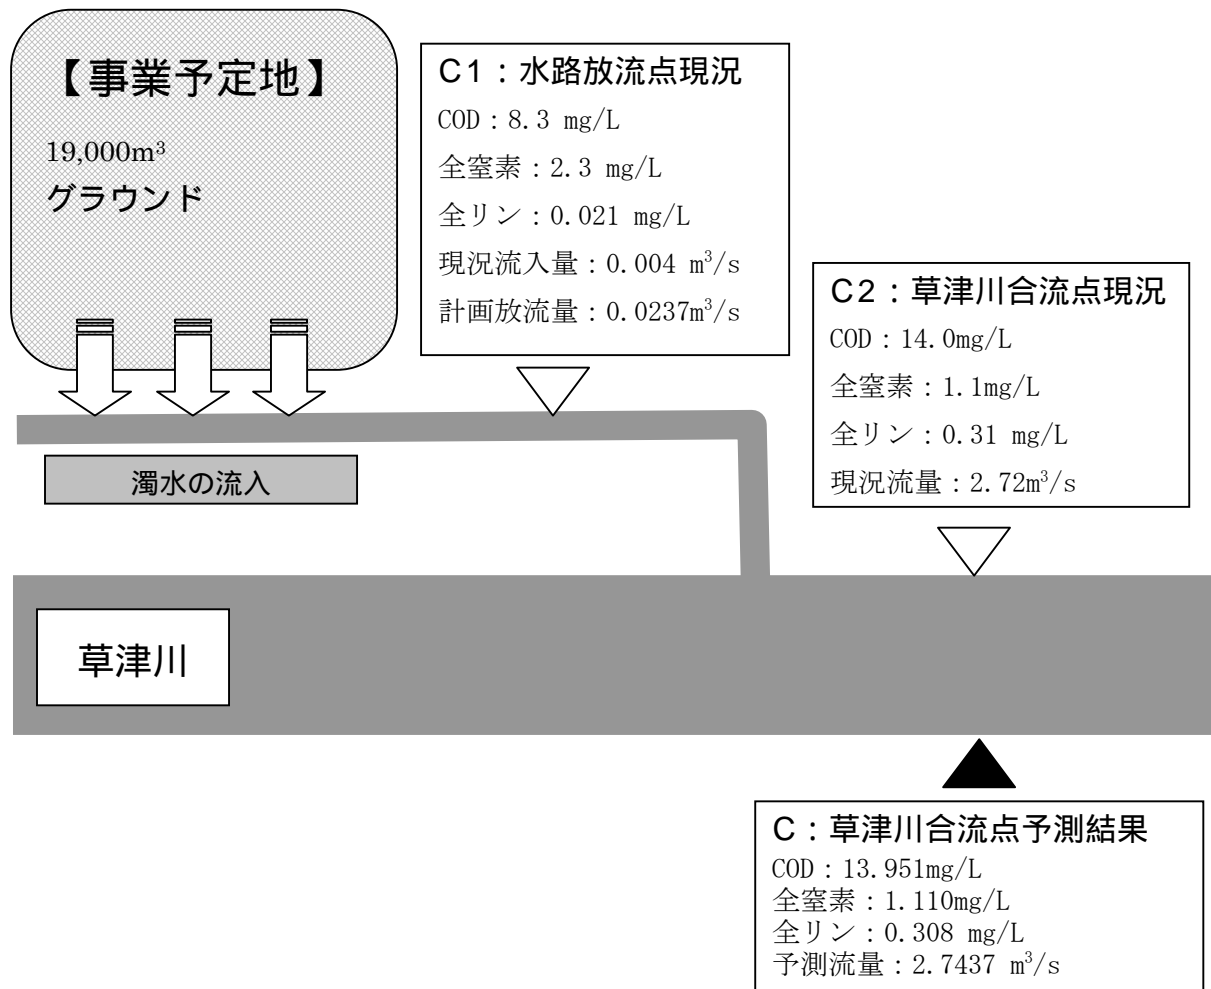 【事業予定地】
19,000m³
グラウンド
C1：水路放流点現況
COD：8.3 mg/L
全窒素：2.3 mg/L
全リン：0.021 mg/L
現況流入量：0.004 m³/s
計画放流量：0.0237m³/s
C2：草津川合流点現況
COD：14.0mg/L
全窒素：1.1mg/L
全リン：0.31 mg/L
現況流量：2.72m³/s
濁水の流入
草津川
C：草津川合流点予測結果
COD：13.951mg/L
全窒素：1.110mg/L
全リン：0.308 mg/L
予測流量：2.7437 m³/s